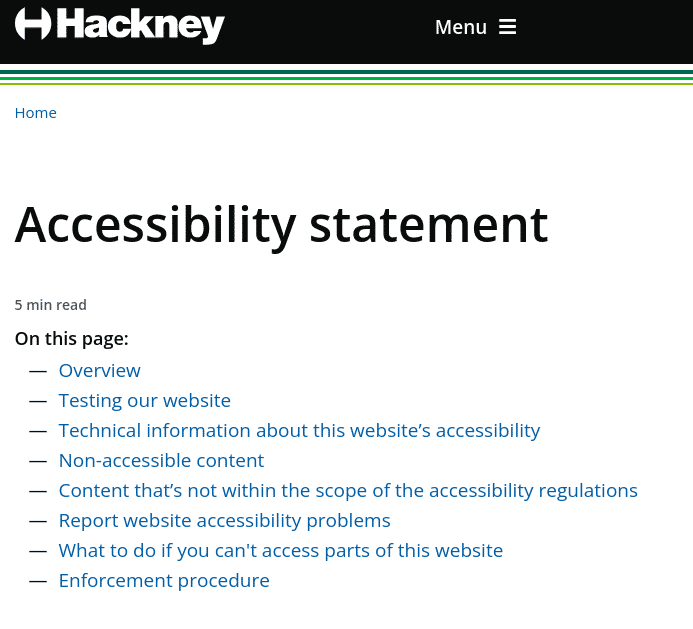 Hackney
Menu
Home
Accessibility statement
5 min read
On this page:
— Overview
— Testing our website
— Technical information about this website’s accessibility
— Non-accessible content
— Content that’s not within the scope of the accessibility regulations
— Report website accessibility problems
— What to do if you can't access parts of this website
— Enforcement procedure